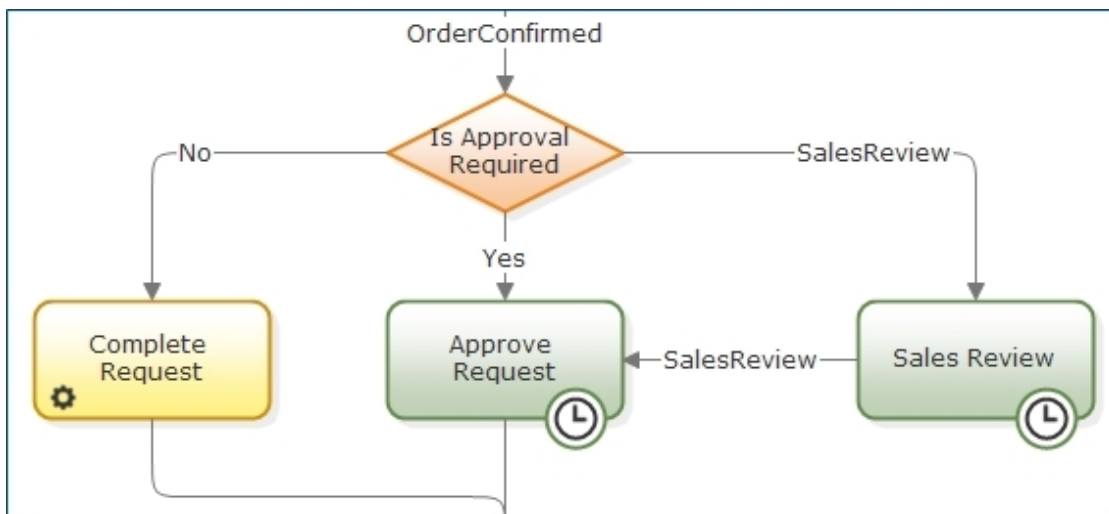 OrderConfirmed
Is Approval
Required
No
SalesReview
Yes
Complete
Request
Approve
Request
SalesReview
Sales Review